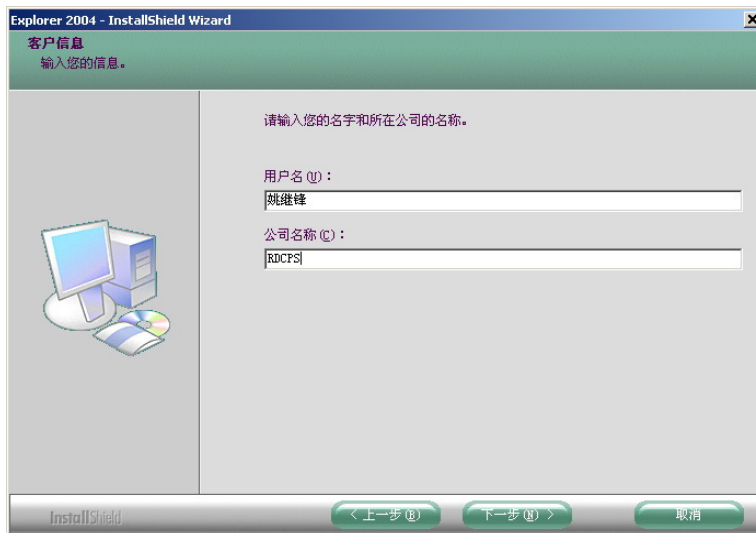 Explorer 2004 - InstallShield Wizard
客户信息
输入您的信息。
请输入您的名字和所在公司的名称。
用户名(U)：
姚继锋
公司名称(C)：
RDCPS
InstallShield
< 上一步(B)
下一步(N) >
取消